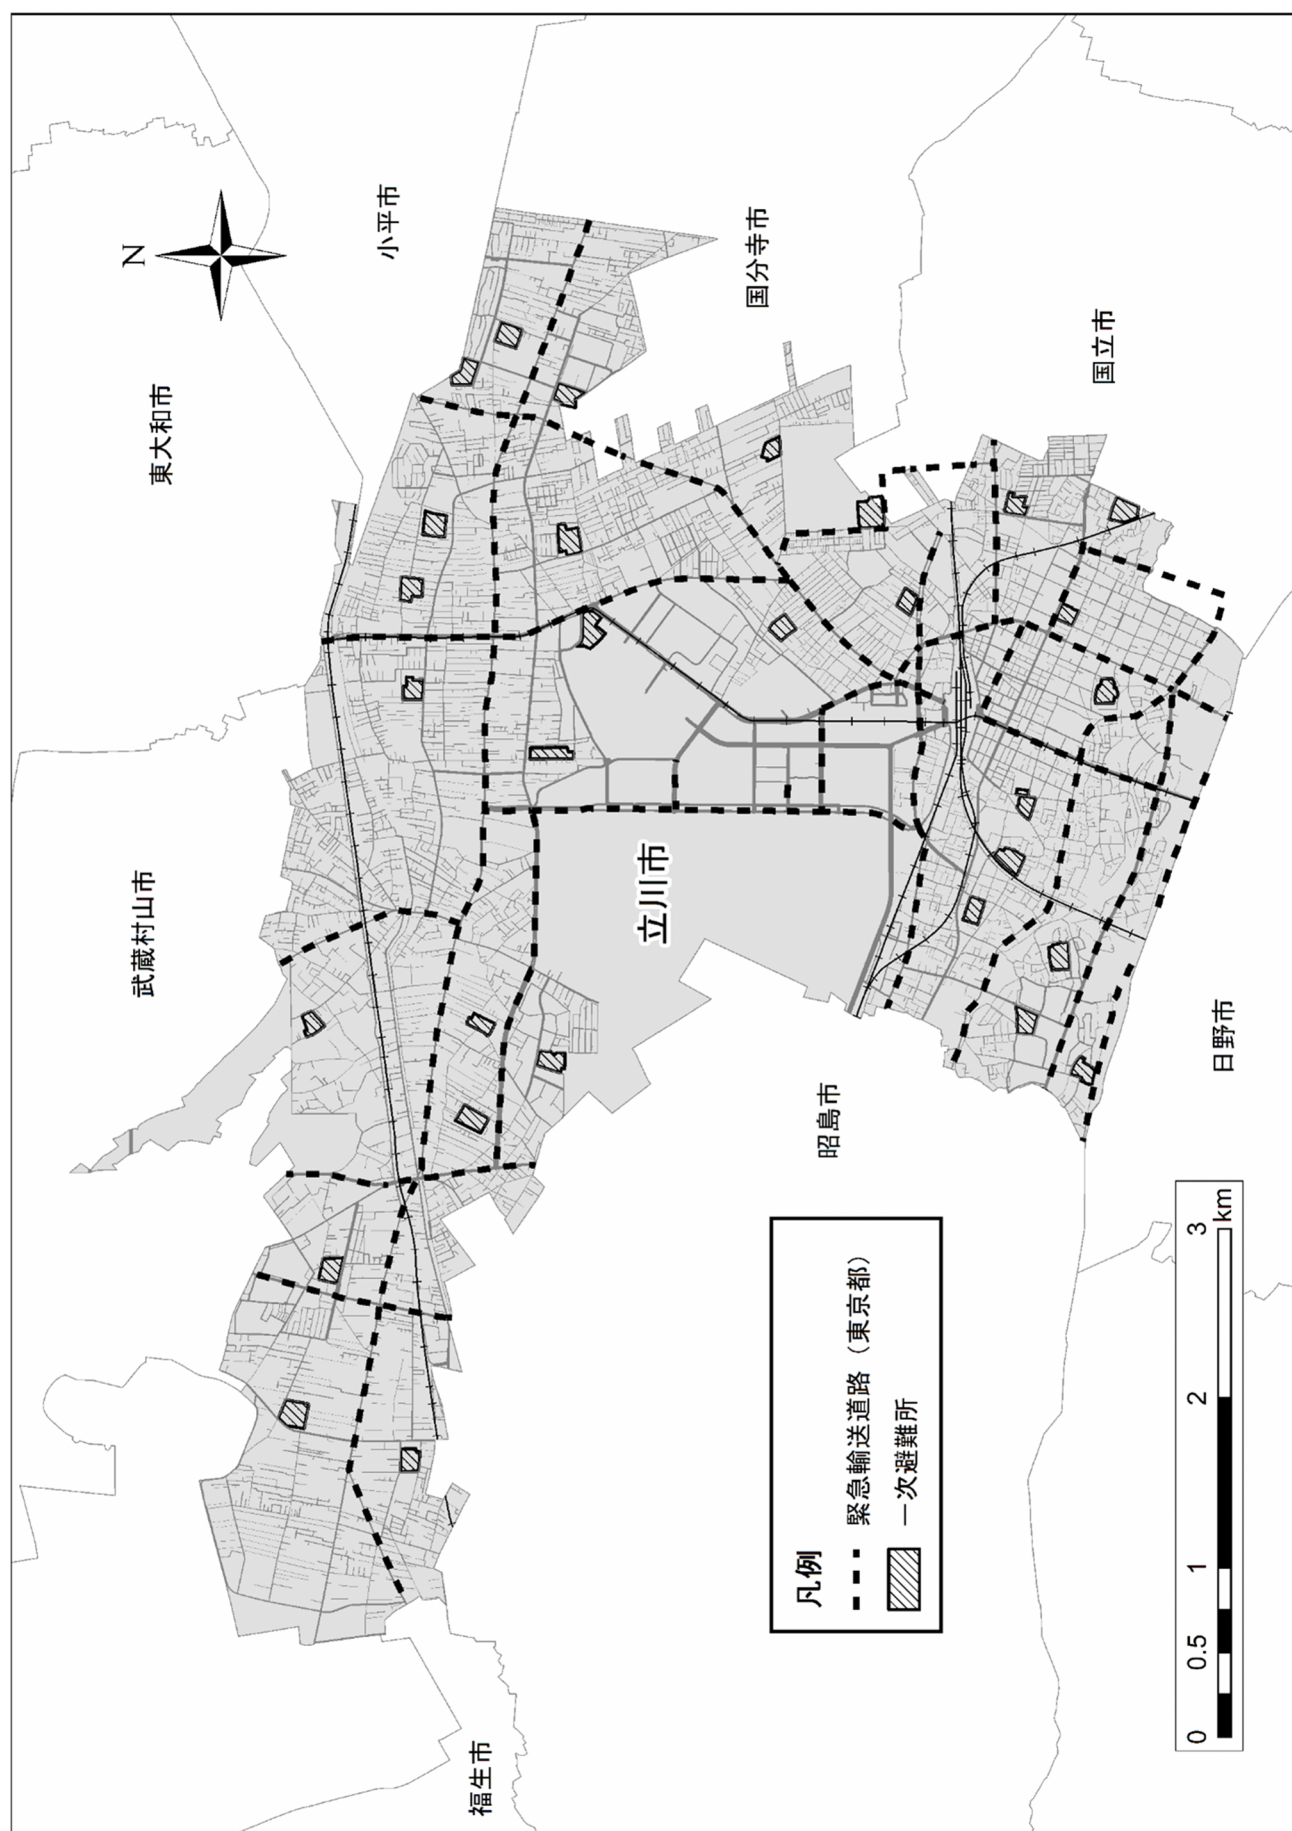 N
東大和市
小平市
国分寺市
国立市
武蔵村山市
立川市
昭島市
日野市
福生市
凡例
緊急輸送道路（東京都）
一次避難所
0 0.5 1 2 3
km